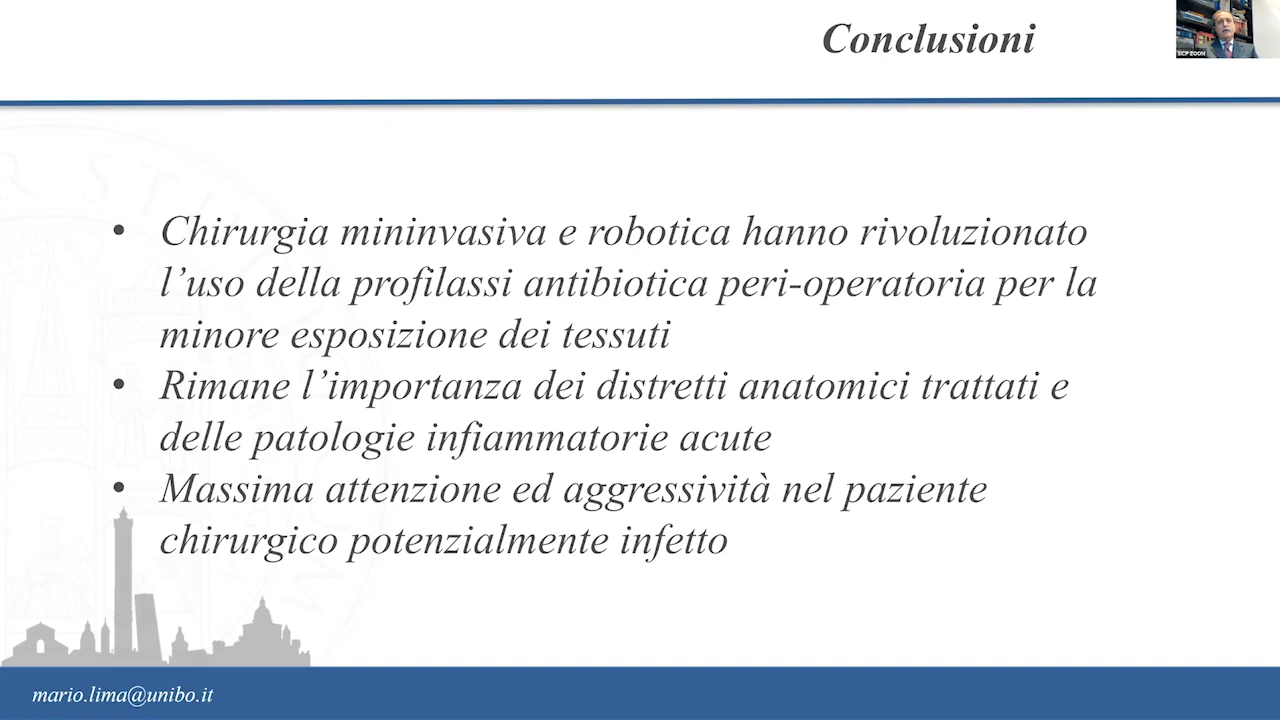 Conclusioni
SICP ZOOM
• Chirurgia mininvasiva e robotica hanno rivoluzionato
l’uso della profilassi antibiotica peri-operatoria per la
minore esposizione dei tessuti
• Rimane l’importanza dei distretti anatomici trattati e
delle patologie infiammatorie acute
• Massima attenzione ed aggressività nel paziente
chirurgico potenzialmente infetto
mario.lima@unibo.it